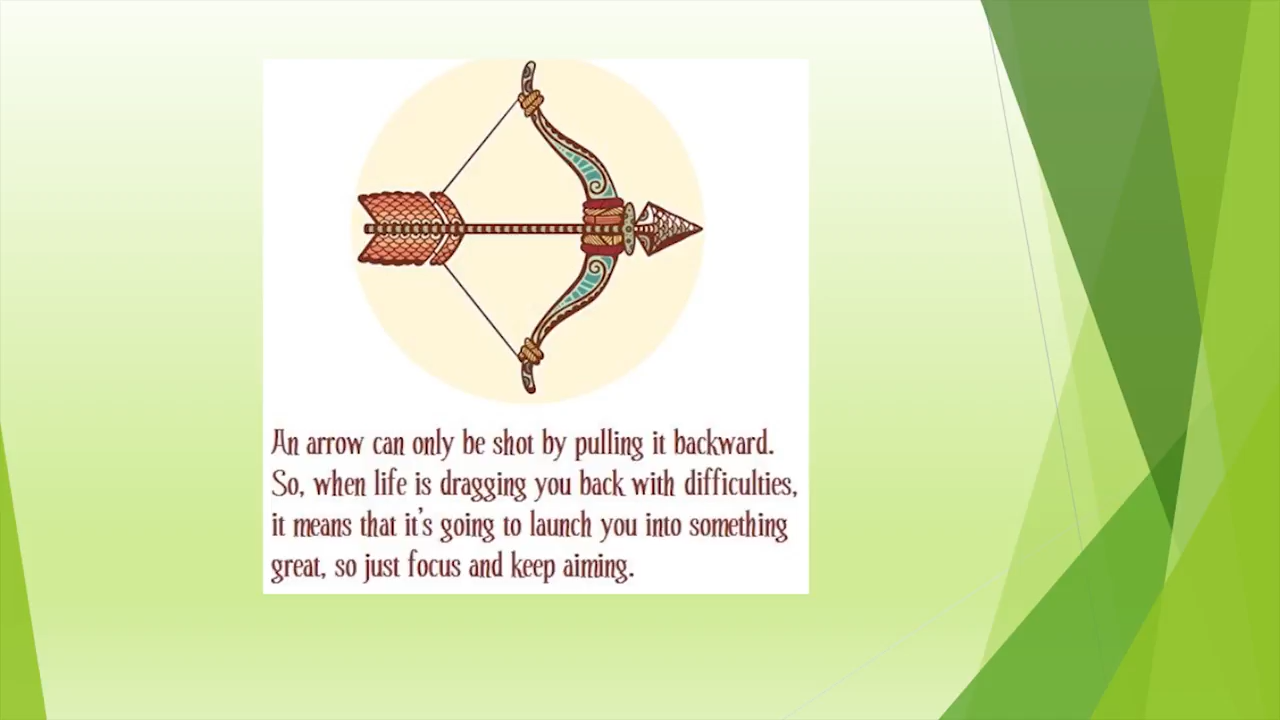 An arrow can only be shot by pulling it backward.
So, when life is dragging you back with difficulties,
it means that it's going to launch you into something
great, so just focus and keep aiming.